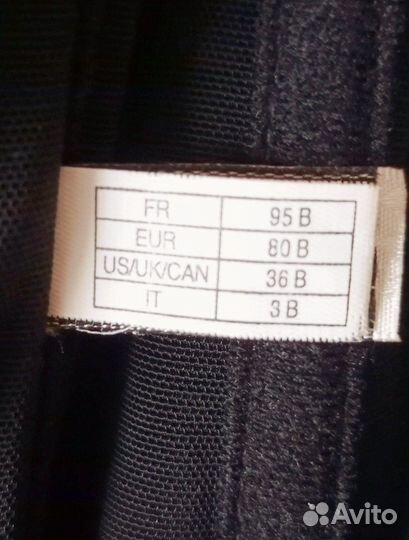 FR 95 B
EUR 80 B
US/UK/CAN 36 B
IT 3 B
Avito